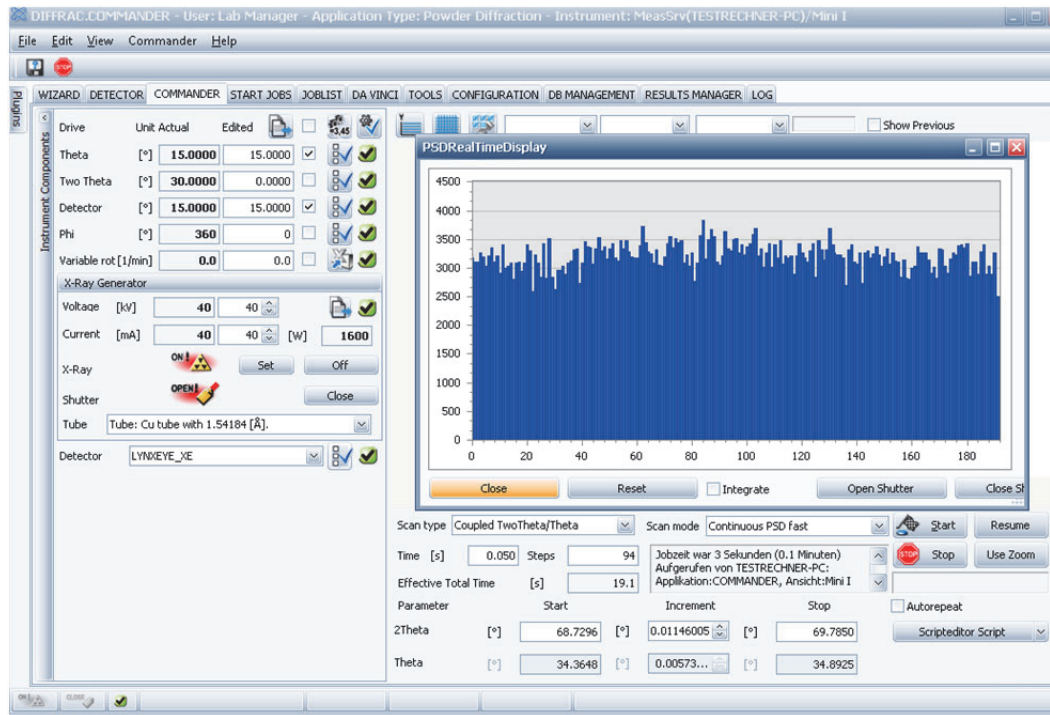 DIFFRAC.COMMANDER - User: Lab Manager - Application Type: Powder Diffraction - Instrument: MeasSrv(TESTRECHNER-PC)/Mini I
File Edit View Commander Help
STOP
Plugins
WIZARD DETECTOR COMMANDER START JOBS JOBLIST DA VINCI TOOLS CONFIGURATION DB MANAGEMENT RESULTS MANAGER LOG
Instrument Components
Drive Unit Actual Edited
Show Previous
Theta [°] 15.0000 15.0000
Two Theta [°] 30.0000 0.0000
Detector [°] 15.0000 15.0000
Phi [°] 360 0
Variable rot [1/min] 0.0 0.0
X-Ray Generator
Voltage [kV] 40 40
Current [mA] 40 40 [W] 1600
X-Ray ON! Set Off
Shutter OPEN! Close
Tube Tube: Cu tube with 1.54184 [Å].
Detector LYNXEYE_XE
PSDRealTimeDisplay
4500
4000
3500
3000
2500
2000
1500
1000
500
0
0 20 40 60 80 100 120 140 160 180
Close Reset Integrate Open Shutter Close Sh
Scan type Coupled TwoTheta/Theta Scan mode Continuous PSD fast Start Resume
Time [s] 0.050 Steps 94
Jobzeit war 3 Sekunden (0.1 Minuten)
Aufgerufen von TESTRECHNER-PC:
Applikation:COMMANDER, Ansicht:Mini I
STOP Stop Use Zoom
Effective Total Time [s] 19.1
Parameter Start Increment Stop Autorepeat
2Theta [°] 68.7296 [°] 0.01146005 [°] 69.7850 Scripteditor Script
Theta [°] 34.3648 [°] 0.00573... [°] 34.8925
ON! CLOSE